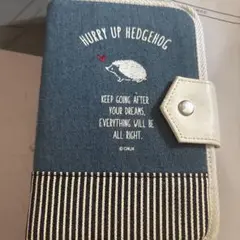 HURRY UP HEDGEHOG
KEEP GOING AFTER
YOUR DREAMS,
EVERYTHING WILL BE
ALL RIGHT.